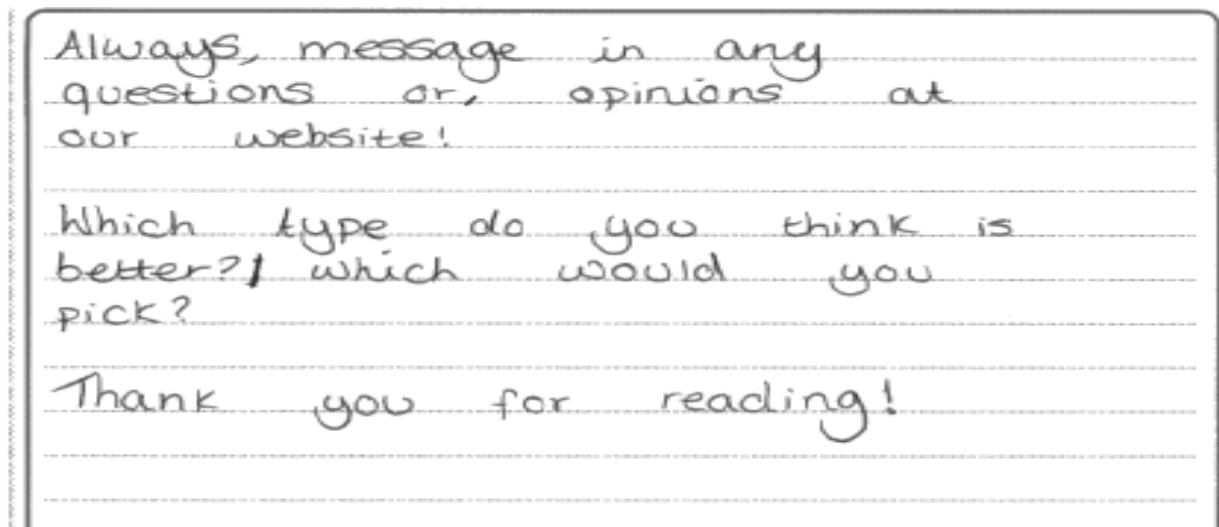 Always, message in any
questions or, opinions at
our website!
Which type do you think is
better?/ which would you
pick?
Thank you for reading!